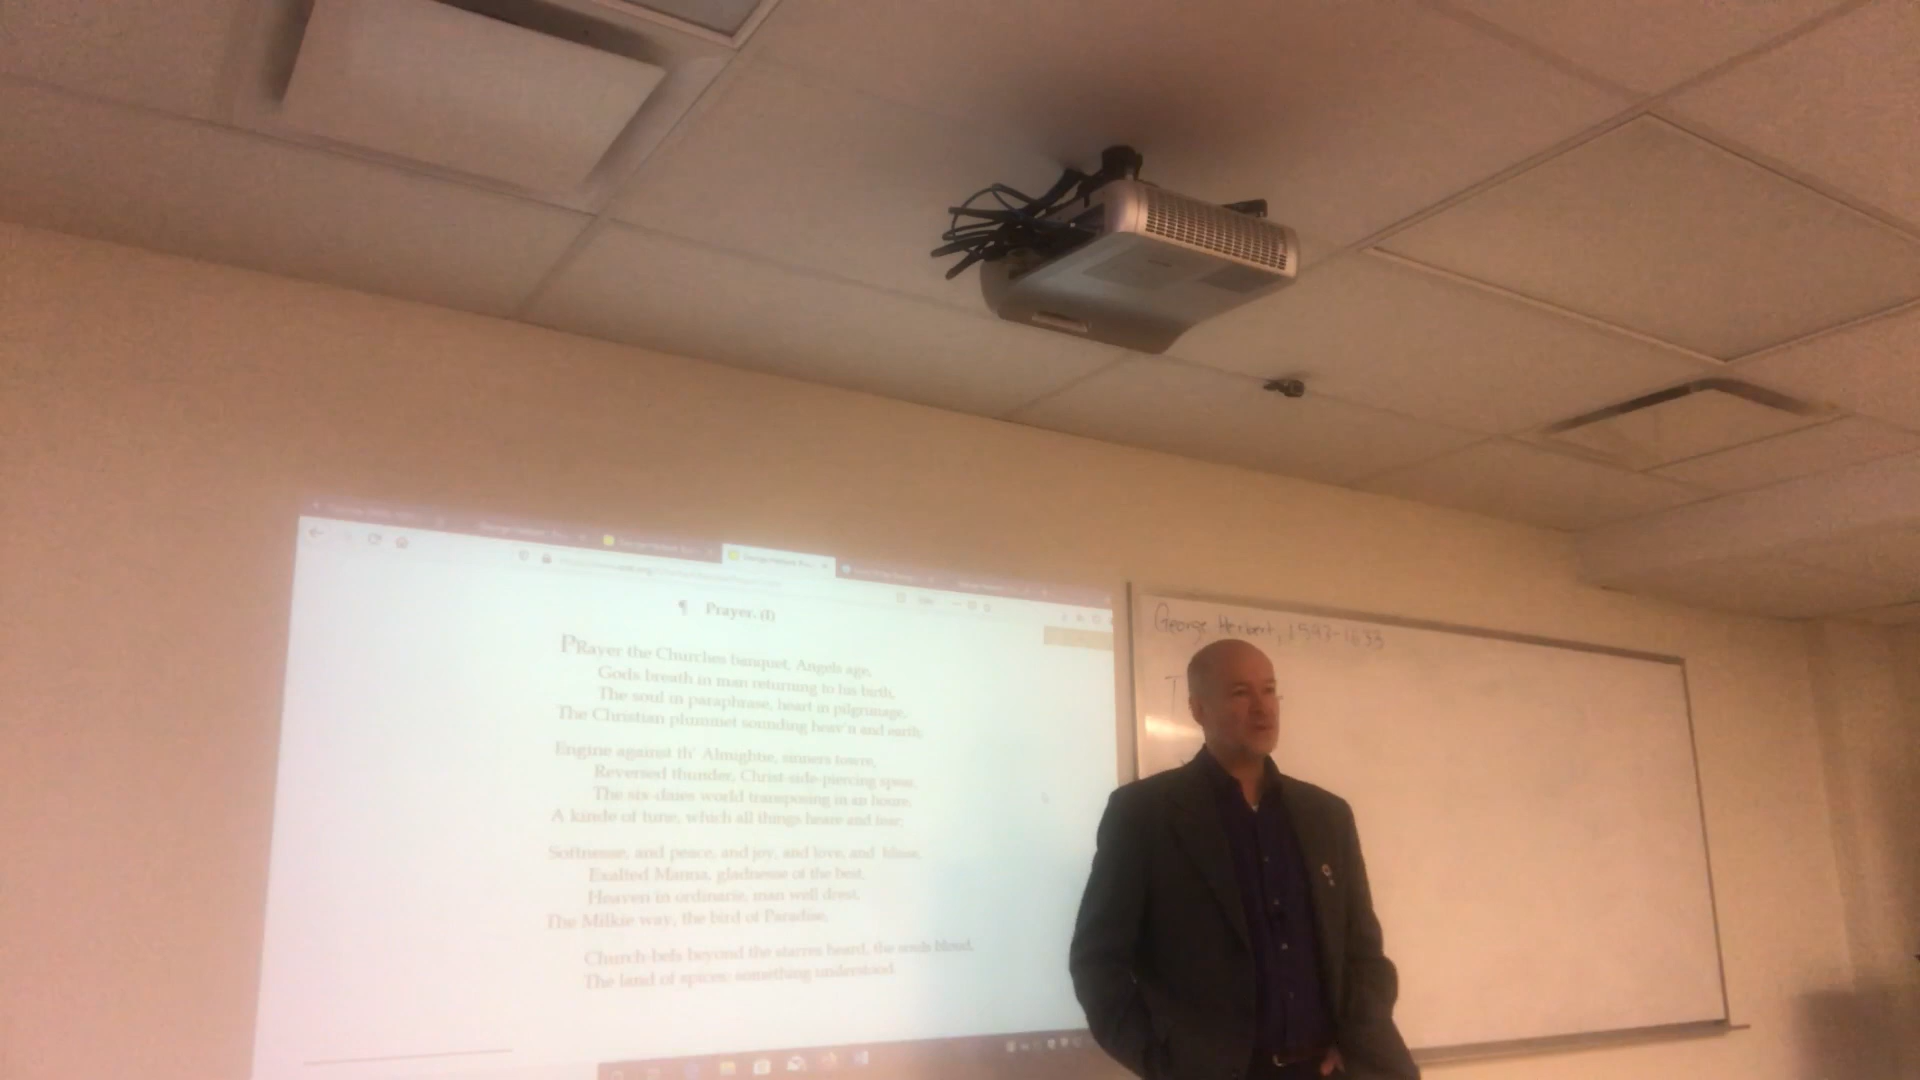 Prayer. (I)
PRayer the Churches banquet, Angels age,
Gods breath in man returning to his birth,
The soul in paraphrase, heart in pilgrimage,
The Christian plummet sounding heav'n and earth;
Engine against th' Almightie, sinners towre,
Reversed thunder, Christ-side-piercing spear,
The six-daies world transposing in an houre,
A kinde of tune, which all things heare and fear;
Softnesse, and peace, and joy, and love, and blisse,
Exalted Manna, gladnesse of the best,
Heaven in ordinarie, man well drest,
The Milkie way, the bird of Paradise,
Church-bels beyond the starres heard, the souls bloud,
The land of spices; something understood.
George Herbert, 1593-1633